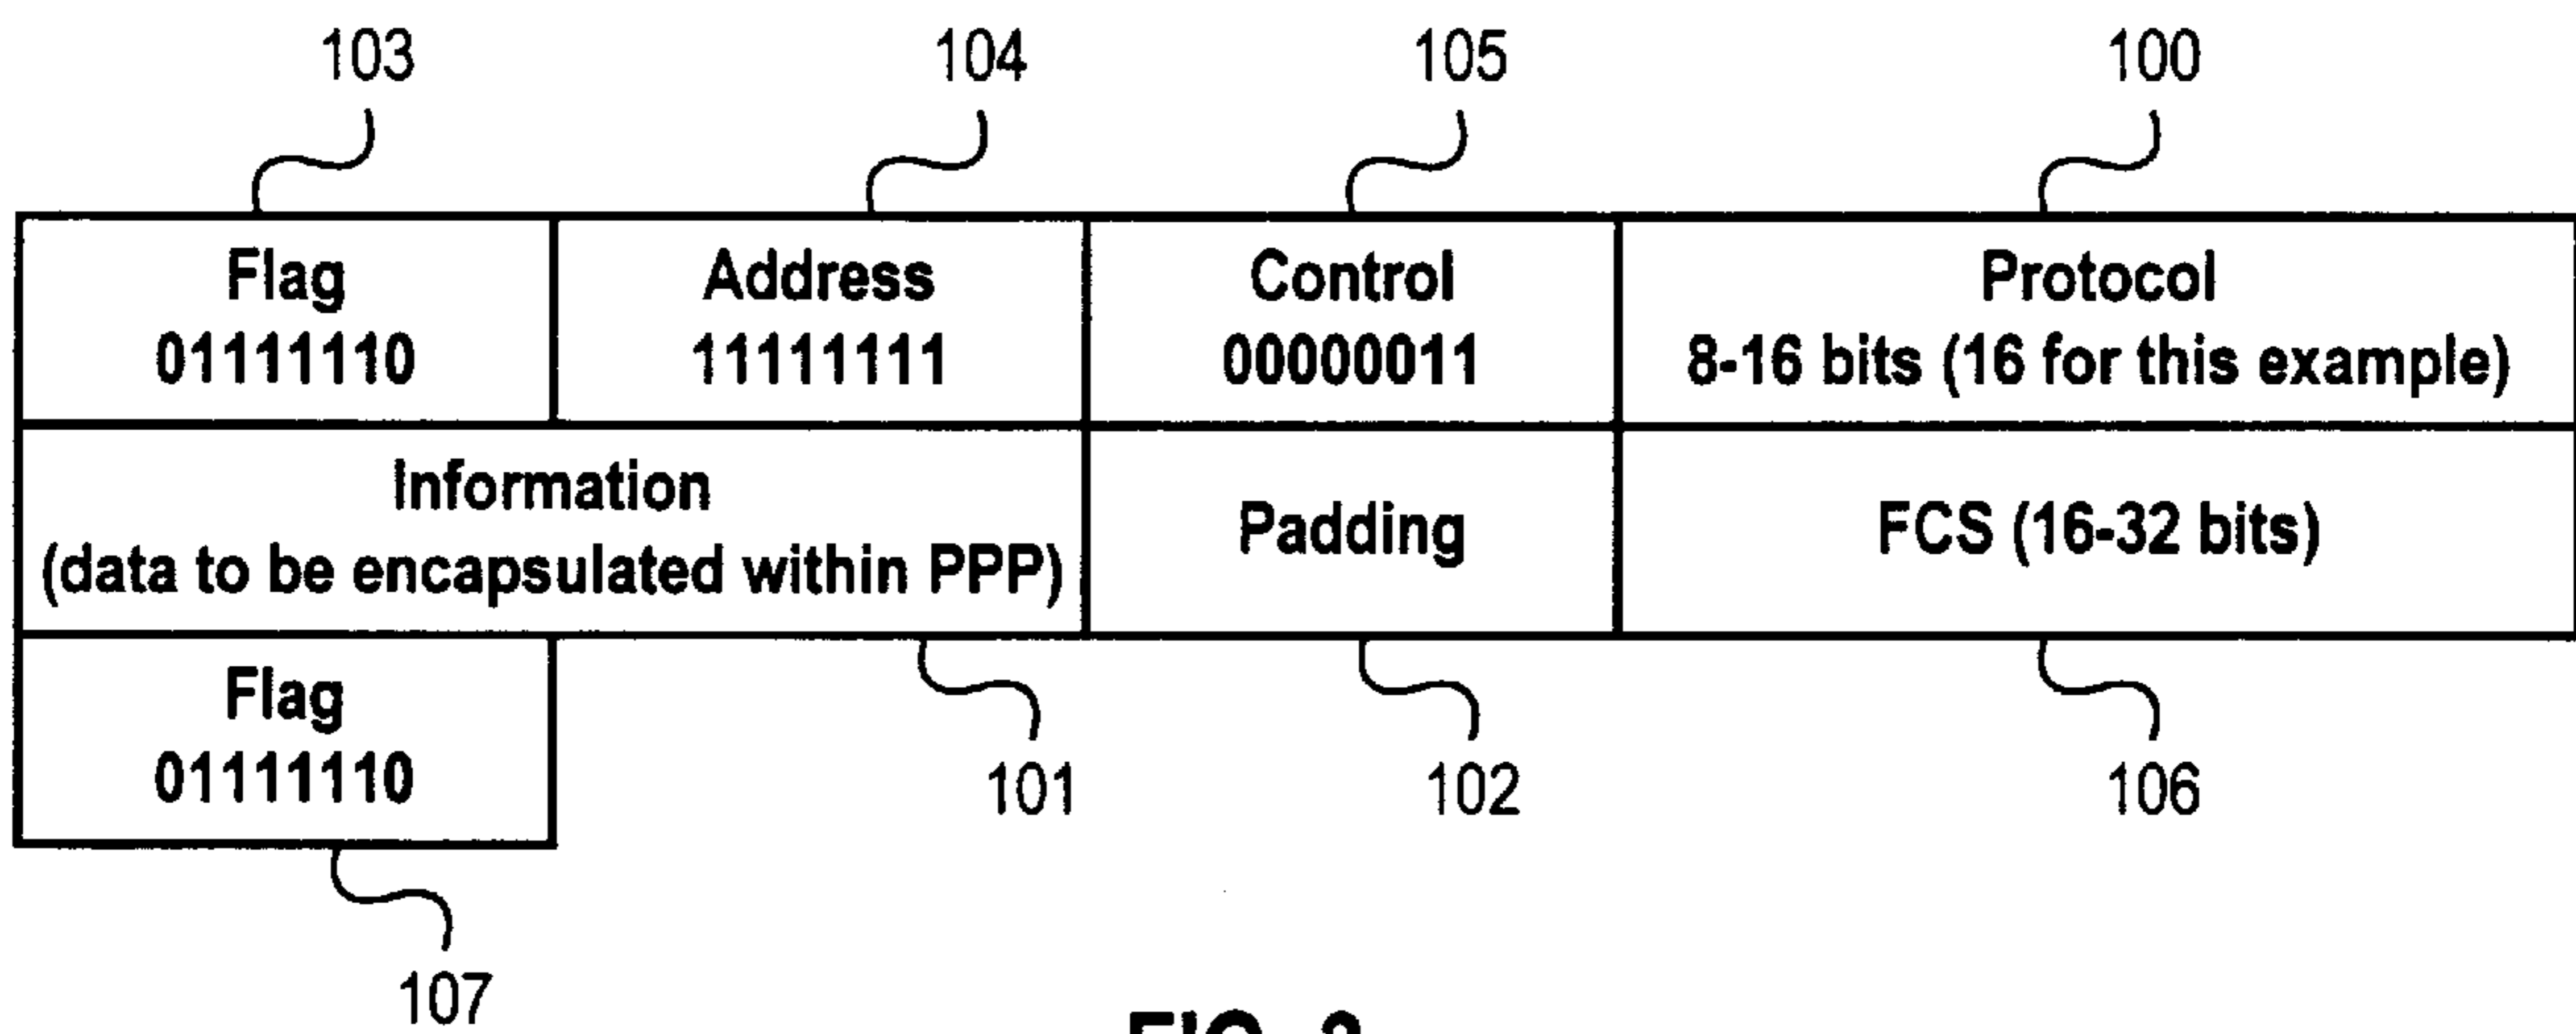 103 104 105 100
Flag Address Control Protocol
01111110 11111111 00000011 8-16 bits (16 for this example)
Information
(data to be encapsulated within PPP)
Padding
FCS (16-32 bits)
Flag
01111110
101 102 106
107